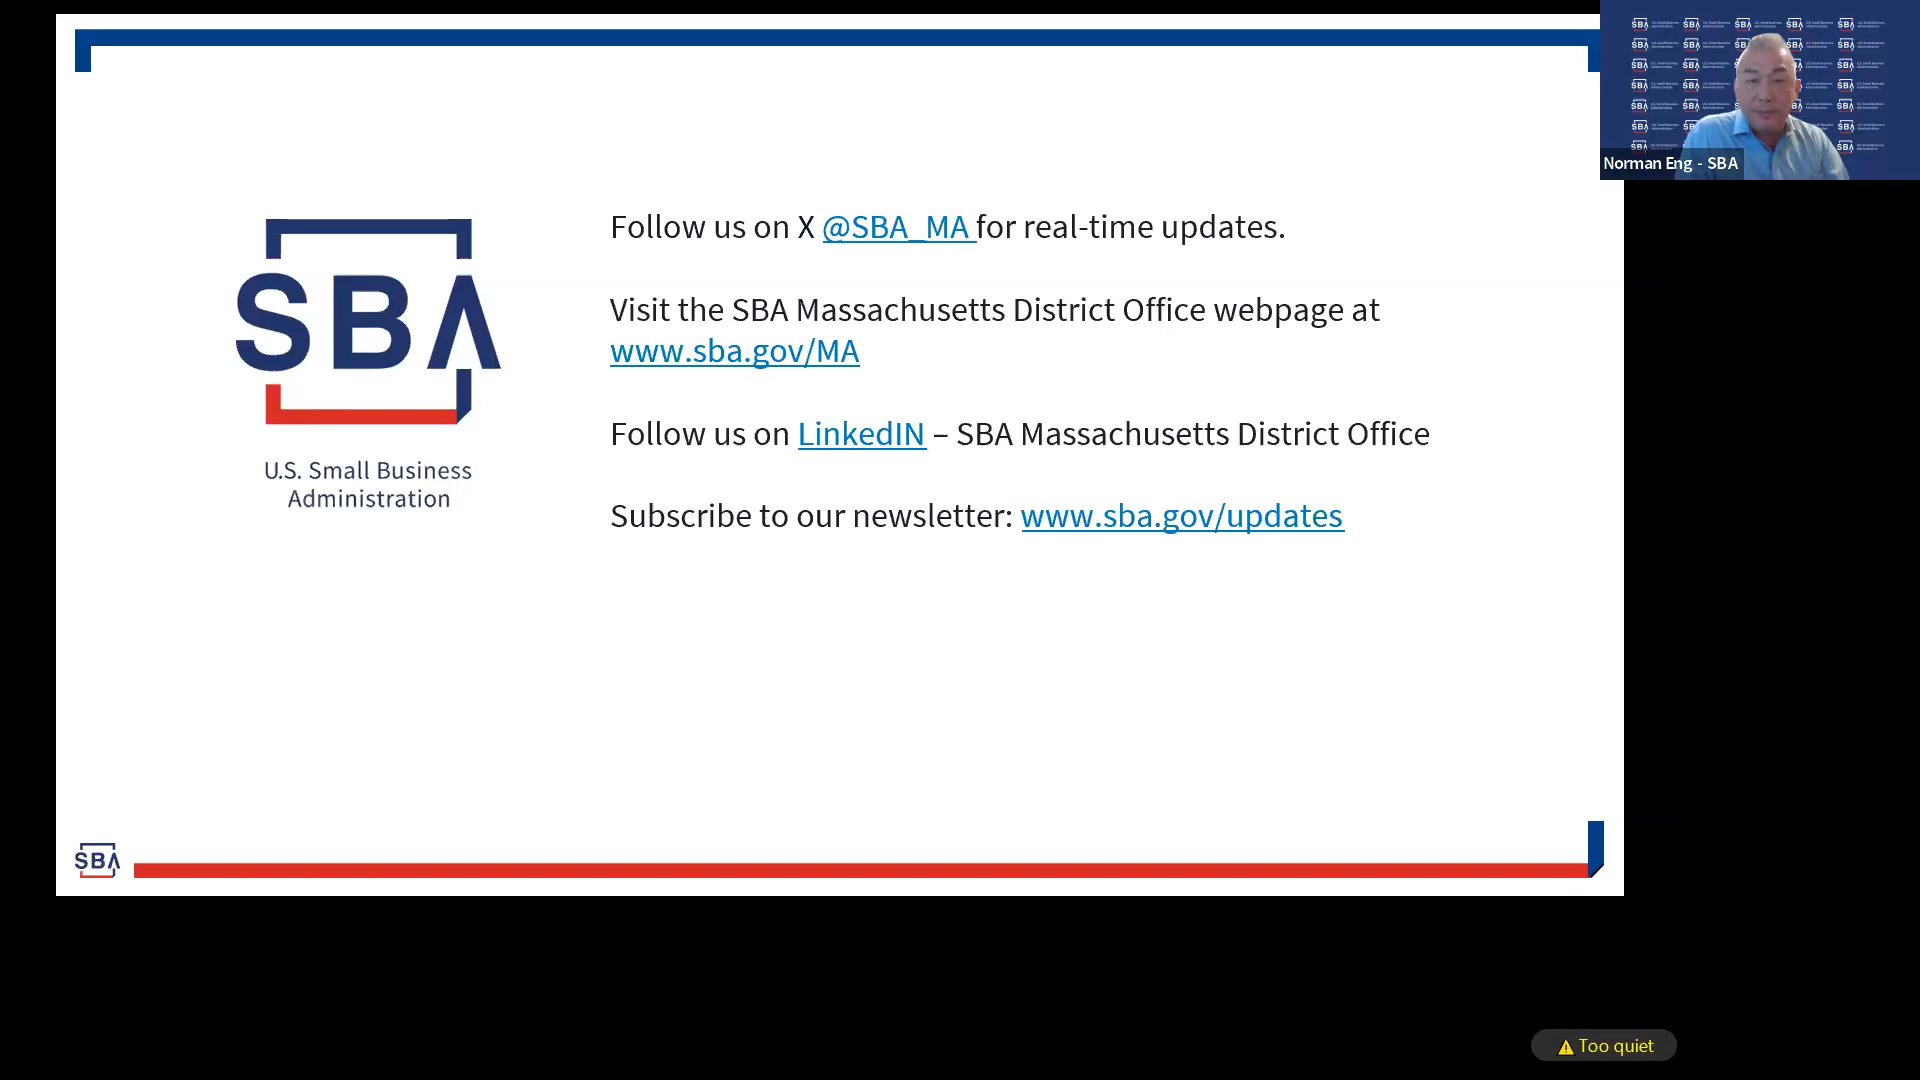 Follow us on X @SBA_MA for real-time updates.
Visit the SBA Massachusetts District Office webpage at
www.sba.gov/MA
Follow us on LinkedIN – SBA Massachusetts District Office
Subscribe to our newsletter: www.sba.gov/updates
SBA
U.S. Small Business
Administration
SBA
Norman Eng - SBA
Too quiet